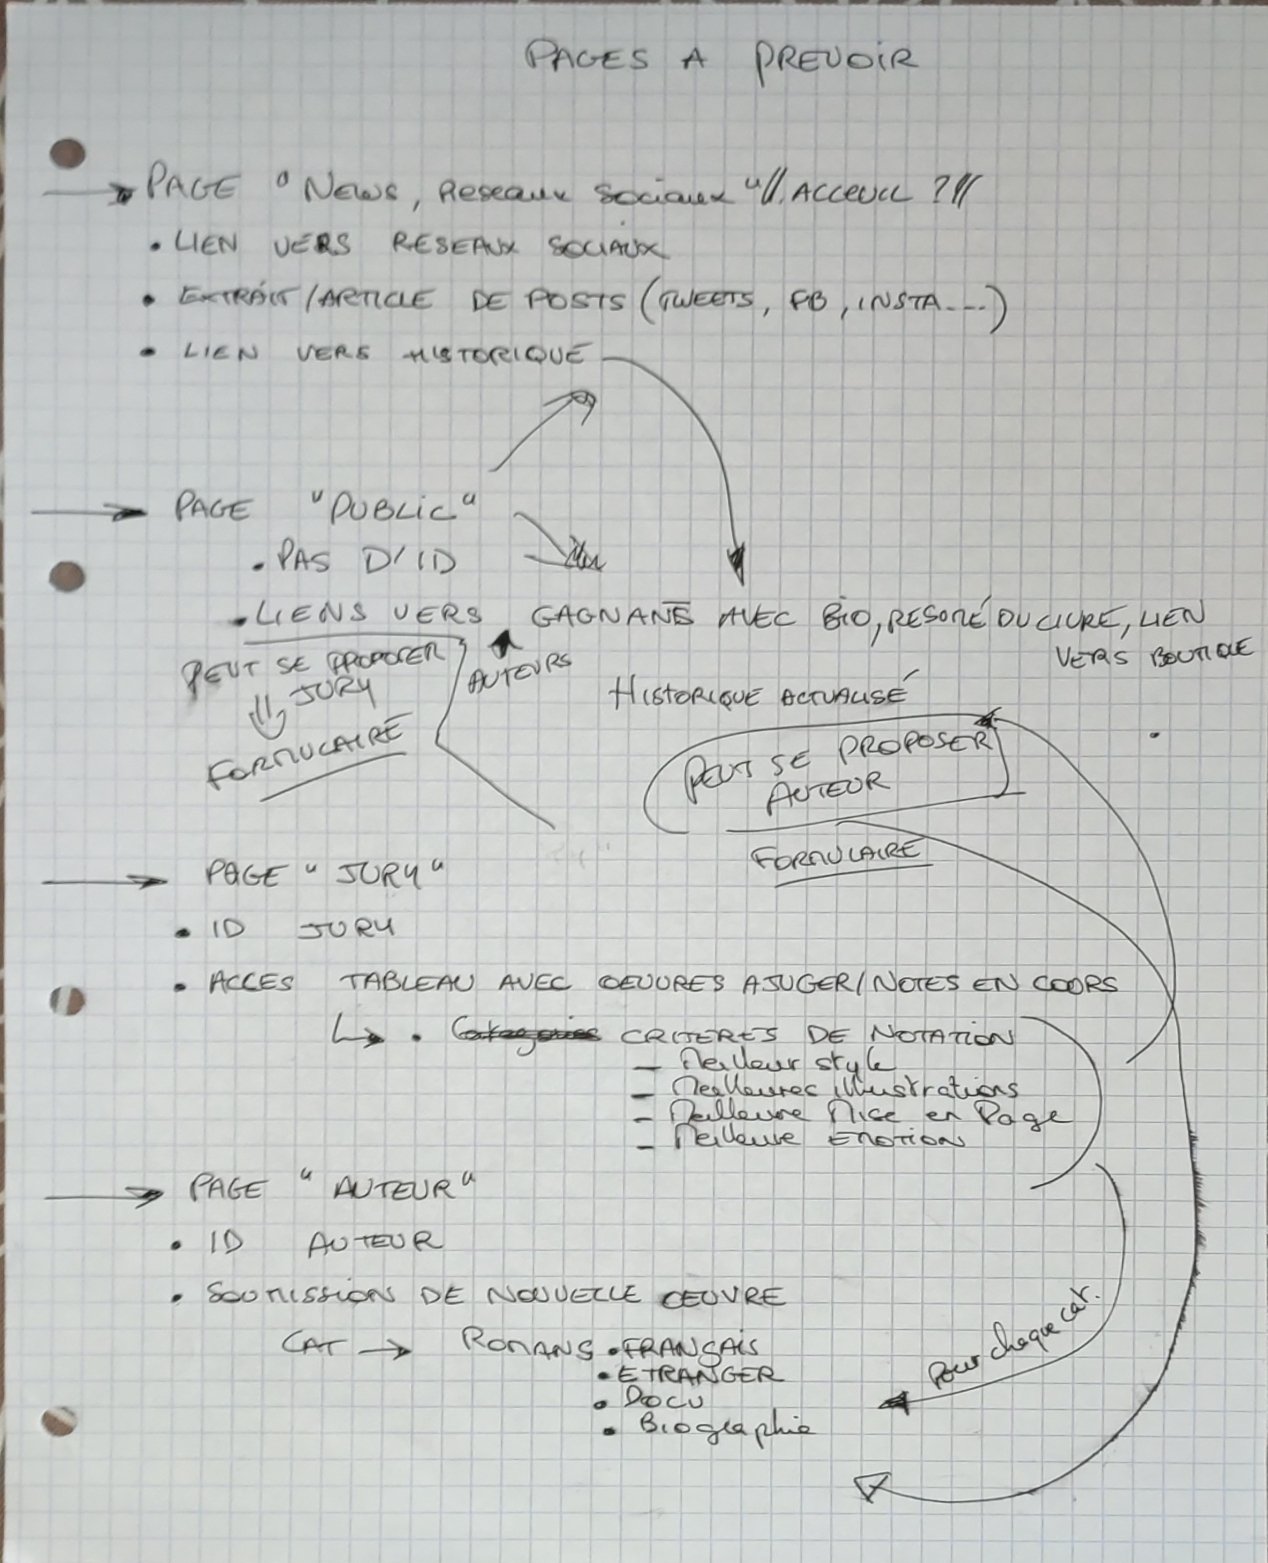 PAGES A PREVOIR
PAGE "News, Reseaux Sociaux" // ACCEUIL ? //
• LIEN VERS RESEAUX SOCIAUX
• EXTRAIT/ARTICLE DE POSTS (TWEETS, FB, INSTA...)
• LIEN VERS HISTORIQUE
PAGE "PUBLIC"
• PAS D'ID
• LIENS VERS GAGNANTS AVEC BIO, RESUMÉ DU LIVRE, LIEN
VERS BOUTIQUE
AUTEURS
PEUT SE PROPOSER
JURY
FORMULAIRE
HISTORIQUE ACTUALISÉ
PEUT SE PROPOSER
AUTEUR
FORMULAIRE
PAGE "JURY"
• ID JURY
• ACCES TABLEAU AVEC OEUVRES A JUGER/NOTES EN COURS
• Categories CRITERES DE NOTATION
- Meilleur style
- Meilleures illustrations
- Meilleure Mise en Page
- Meilleure EMOTION
PAGE "AUTEUR"
• ID AUTEUR
• SOUMISSION DE NOUVELLE OEUVRE
CAT → ROMANS • FRANÇAIS
• ETRANGER
• DOCU
• Biographie
Pour chaque cat.